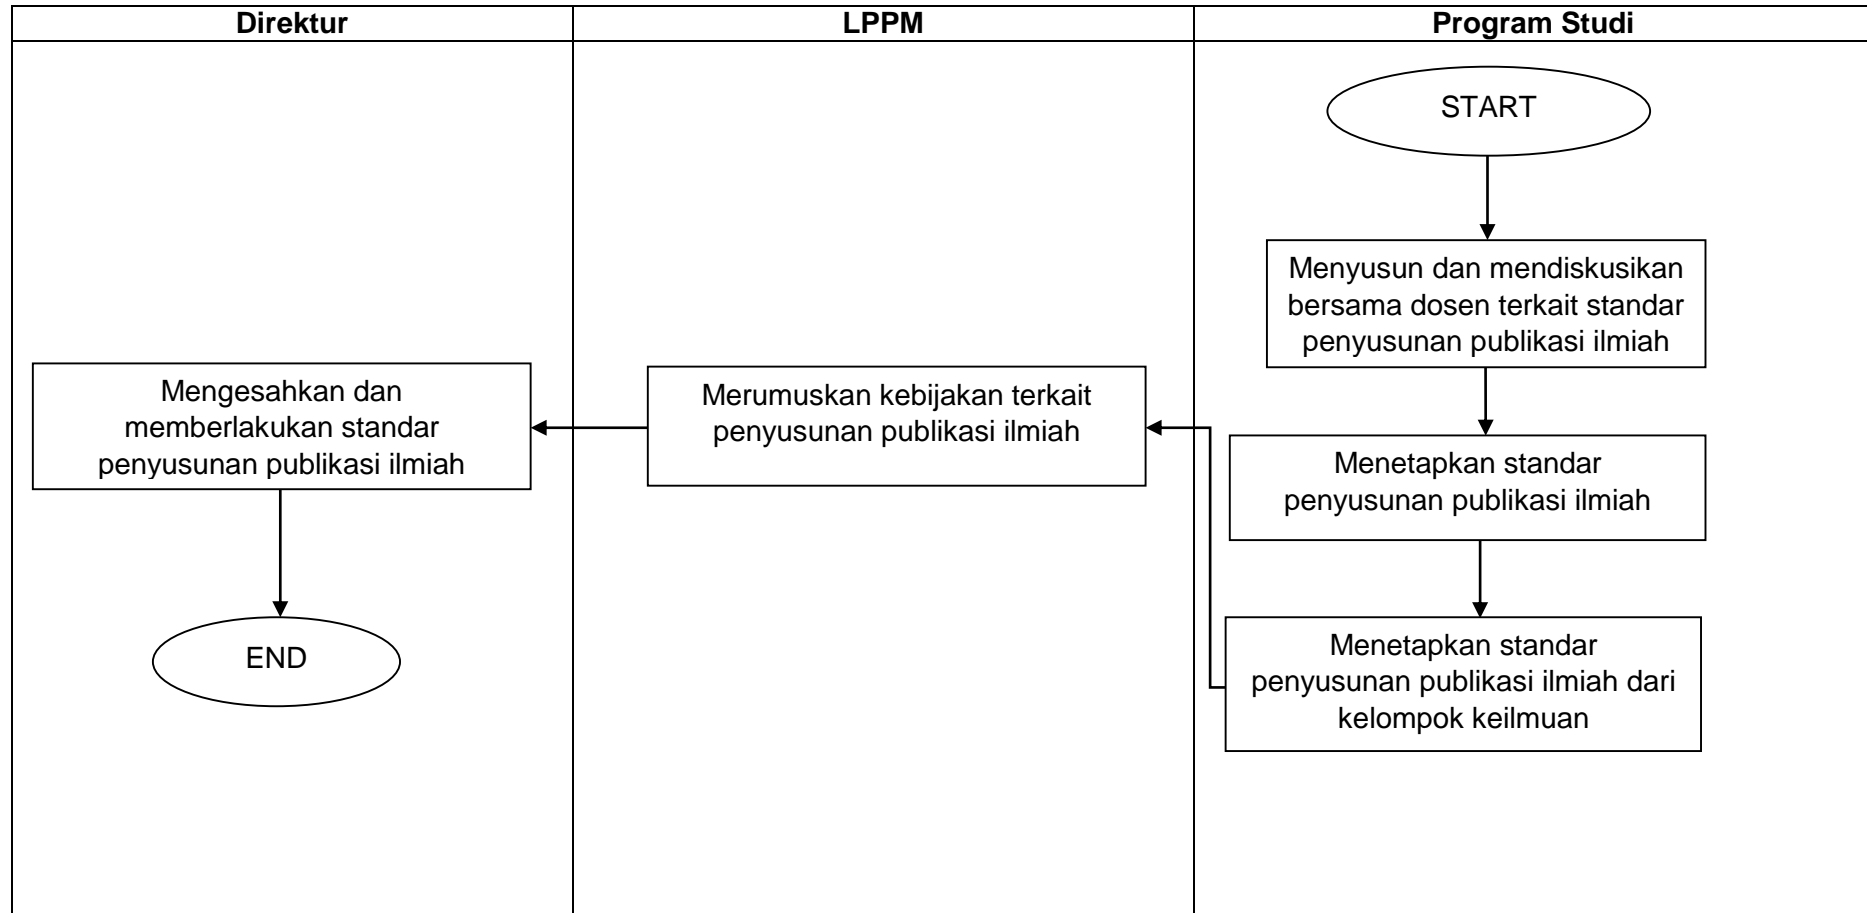 Direktur
LPPM
Program Studi
START
Menyusun dan mendiskusikan
bersama dosen terkait standar
penyusunan publikasi ilmiah
Mengesahkan dan
memberlakukan standar
penyusunan publikasi ilmiah
Merumuskan kebijakan terkait
penyusunan publikasi ilmiah
Menetapkan standar
penyusunan publikasi ilmiah
END
Menetapkan standar
penyusunan publikasi ilmiah dari
kelompok keilmuan